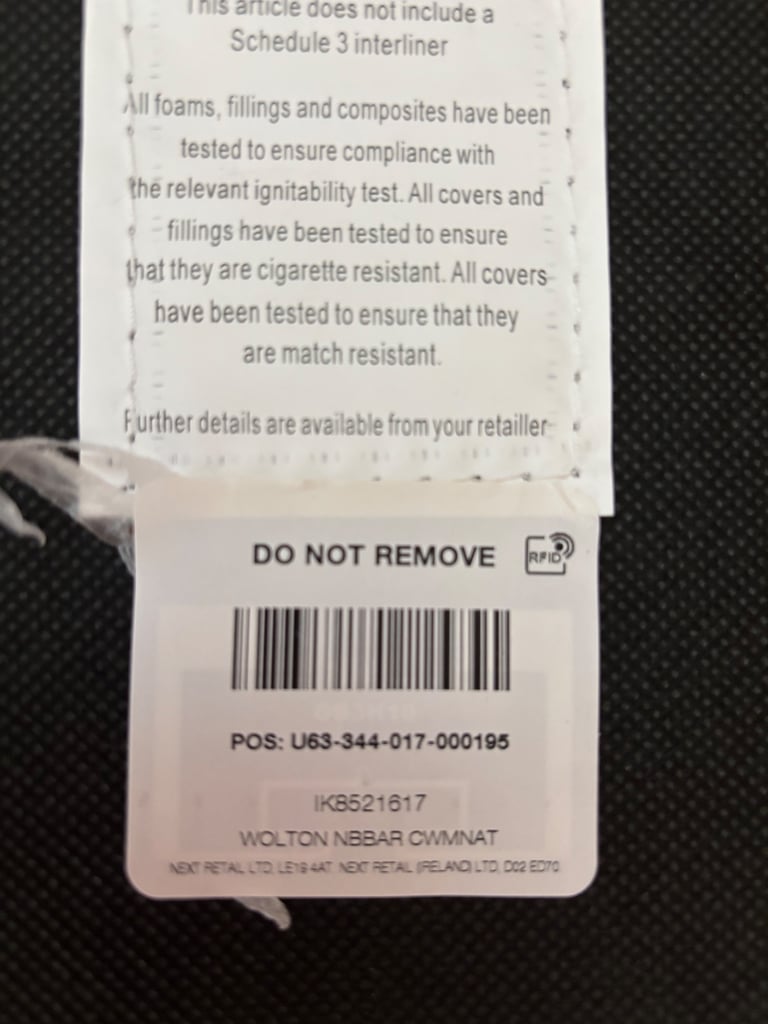 This article does not include a
Schedule 3 interliner
All foams, fillings and composites have been
tested to ensure compliance with
the relevant ignitability test. All covers and
fillings have been tested to ensure
that they are cigarette resistant. All covers
have been tested to ensure that they
are match resistant.
Further details are available from your retailler
DO NOT REMOVE
RFID
POS: U63-344-017-000195
IK8521617
WOLTON NBBAR CWMNAT
NEXT RETAIL LTD, LE19 4AT. NEXT RETAIL (IRELAND) LTD, D02 ED70